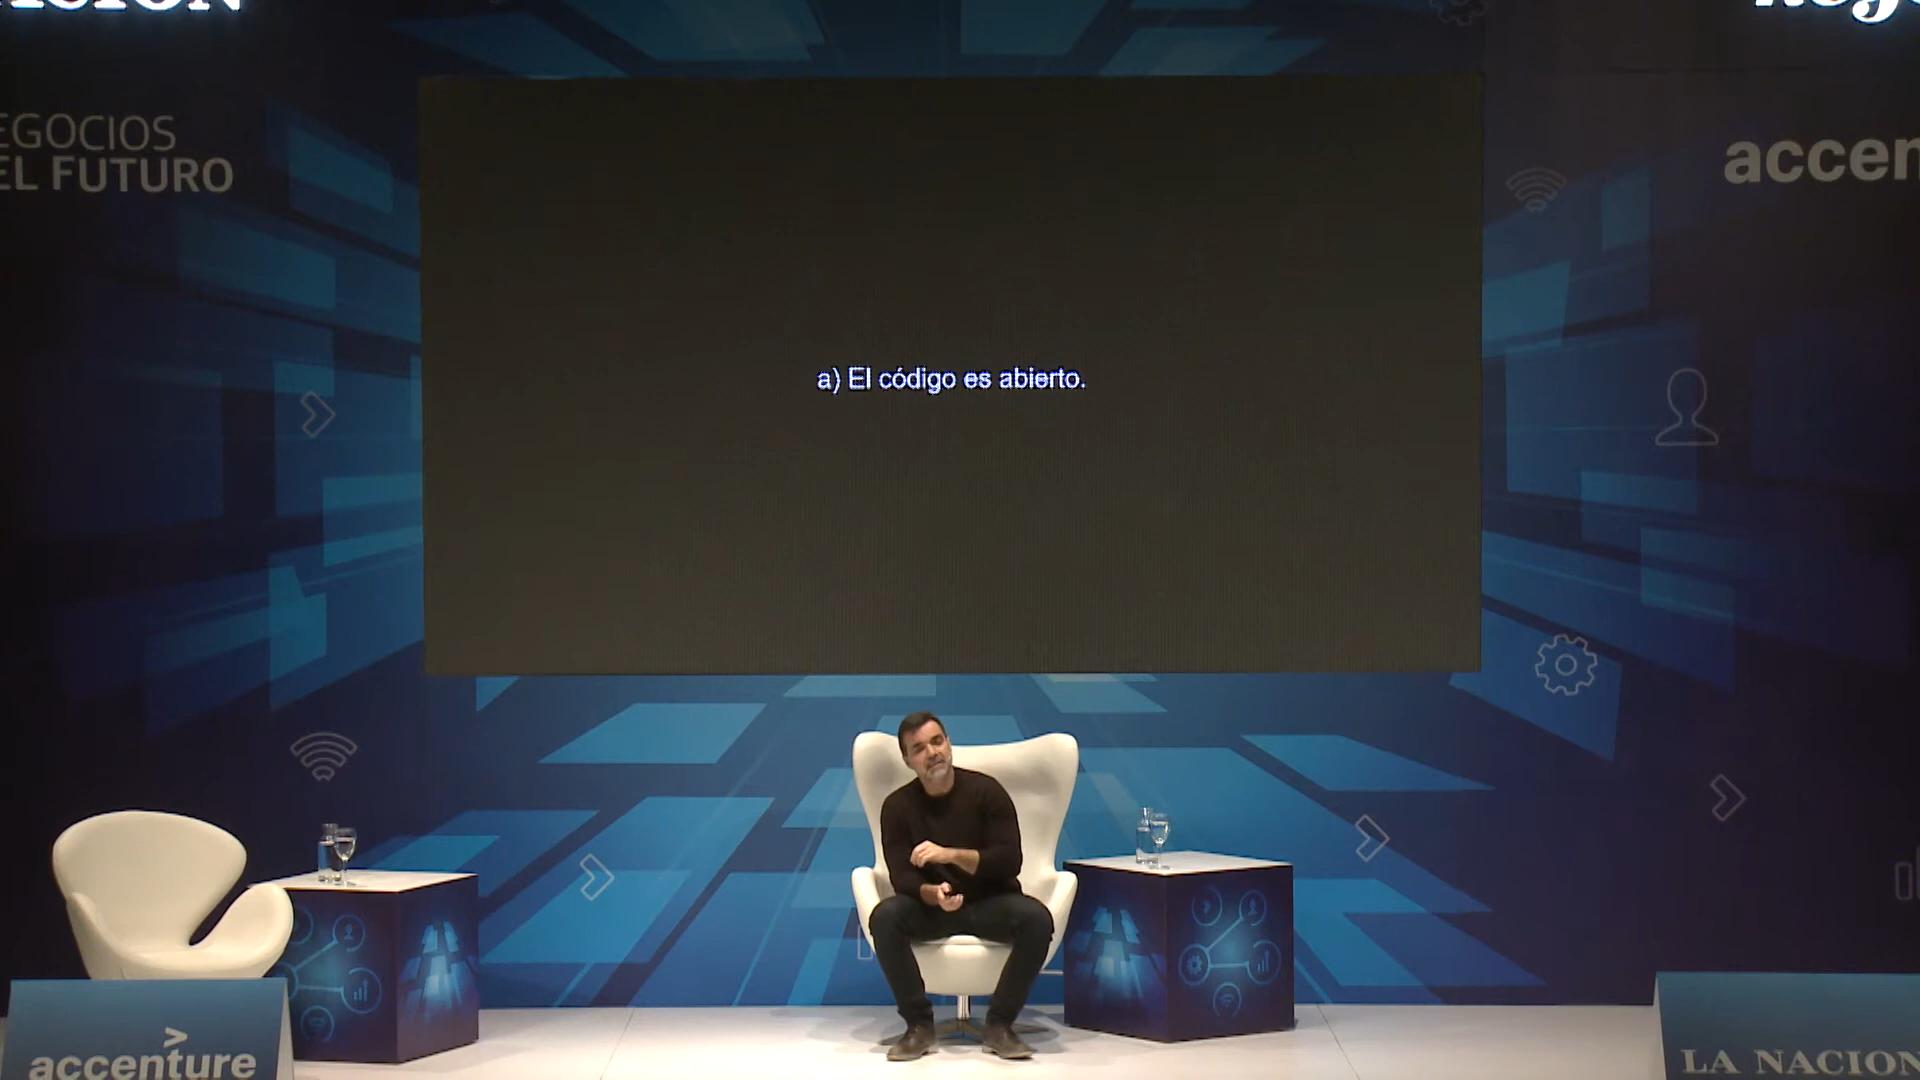 EGOCIOS
EL FUTURO
accen
a) El código es abierto.
accenture
LA NACION